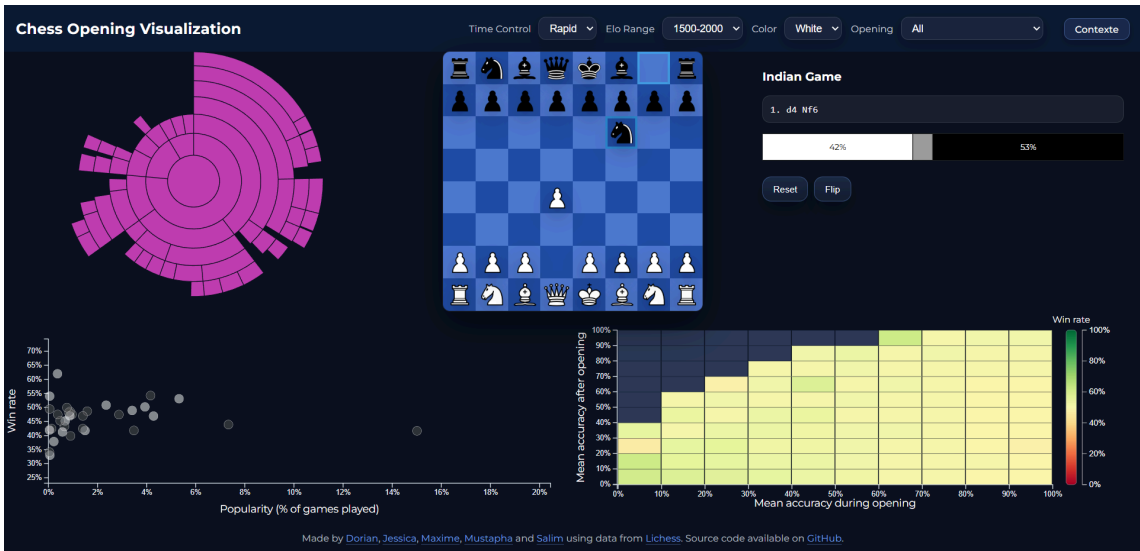 Chess Opening Visualization
Time Control Rapid Elo Range 1500-2000 Color White Opening All Contexte
Indian Game
1. d4 Nf6
42% 53%
Reset Flip
Win rate
70%
65%
60%
55%
50%
45%
40%
35%
30%
25%
0% 2% 4% 6% 8% 10% 12% 14% 16% 18% 20%
Popularity (% of games played)
Win rate
Mean accuracy after opening
100%
90%
80%
70%
60%
50%
40%
30%
20%
10%
0%
0% 10% 20% 30% 40% 50% 60% 70% 80% 90% 100%
Mean accuracy during opening
100%
80%
60%
40%
20%
0%
Made by Dorian, Jessica, Maxime, Mustapha and Salim using data from Lichess. Source code available on GitHub.